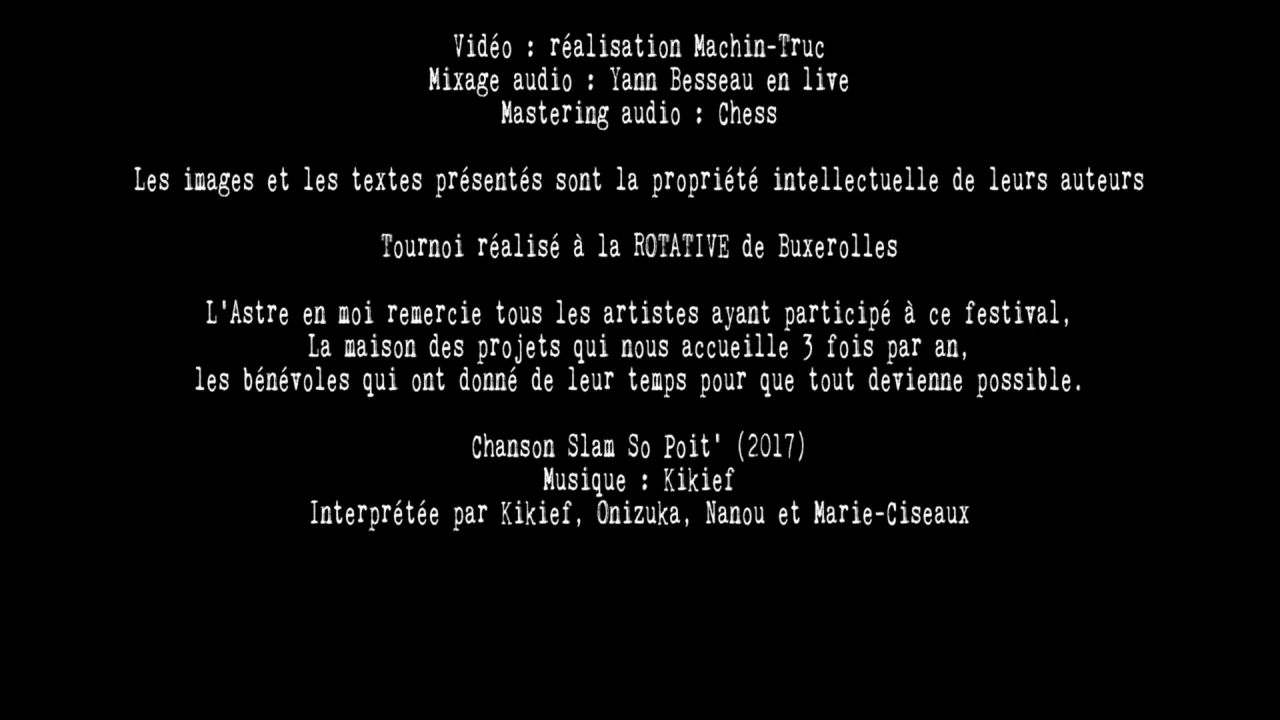 Vidéo : réalisation Machin-Truc
Mixage audio : Yann Besseau en live
Mastering audio : Chess
Les images et les textes présentés sont la propriété intellectuelle de leurs auteurs
Tournoi réalisé à la ROTATIVE de Buxerolles
L'Astre en moi remercie tous les artistes ayant participé à ce festival,
La maison des projets qui nous accueille 3 fois par an,
les bénévoles qui ont donné de leur temps pour que tout devienne possible.
Chanson Slam So Poit' (2017)
Musique : Kikief
Interprétée par Kikief, Onizuka, Nanou et Marie-Ciseaux